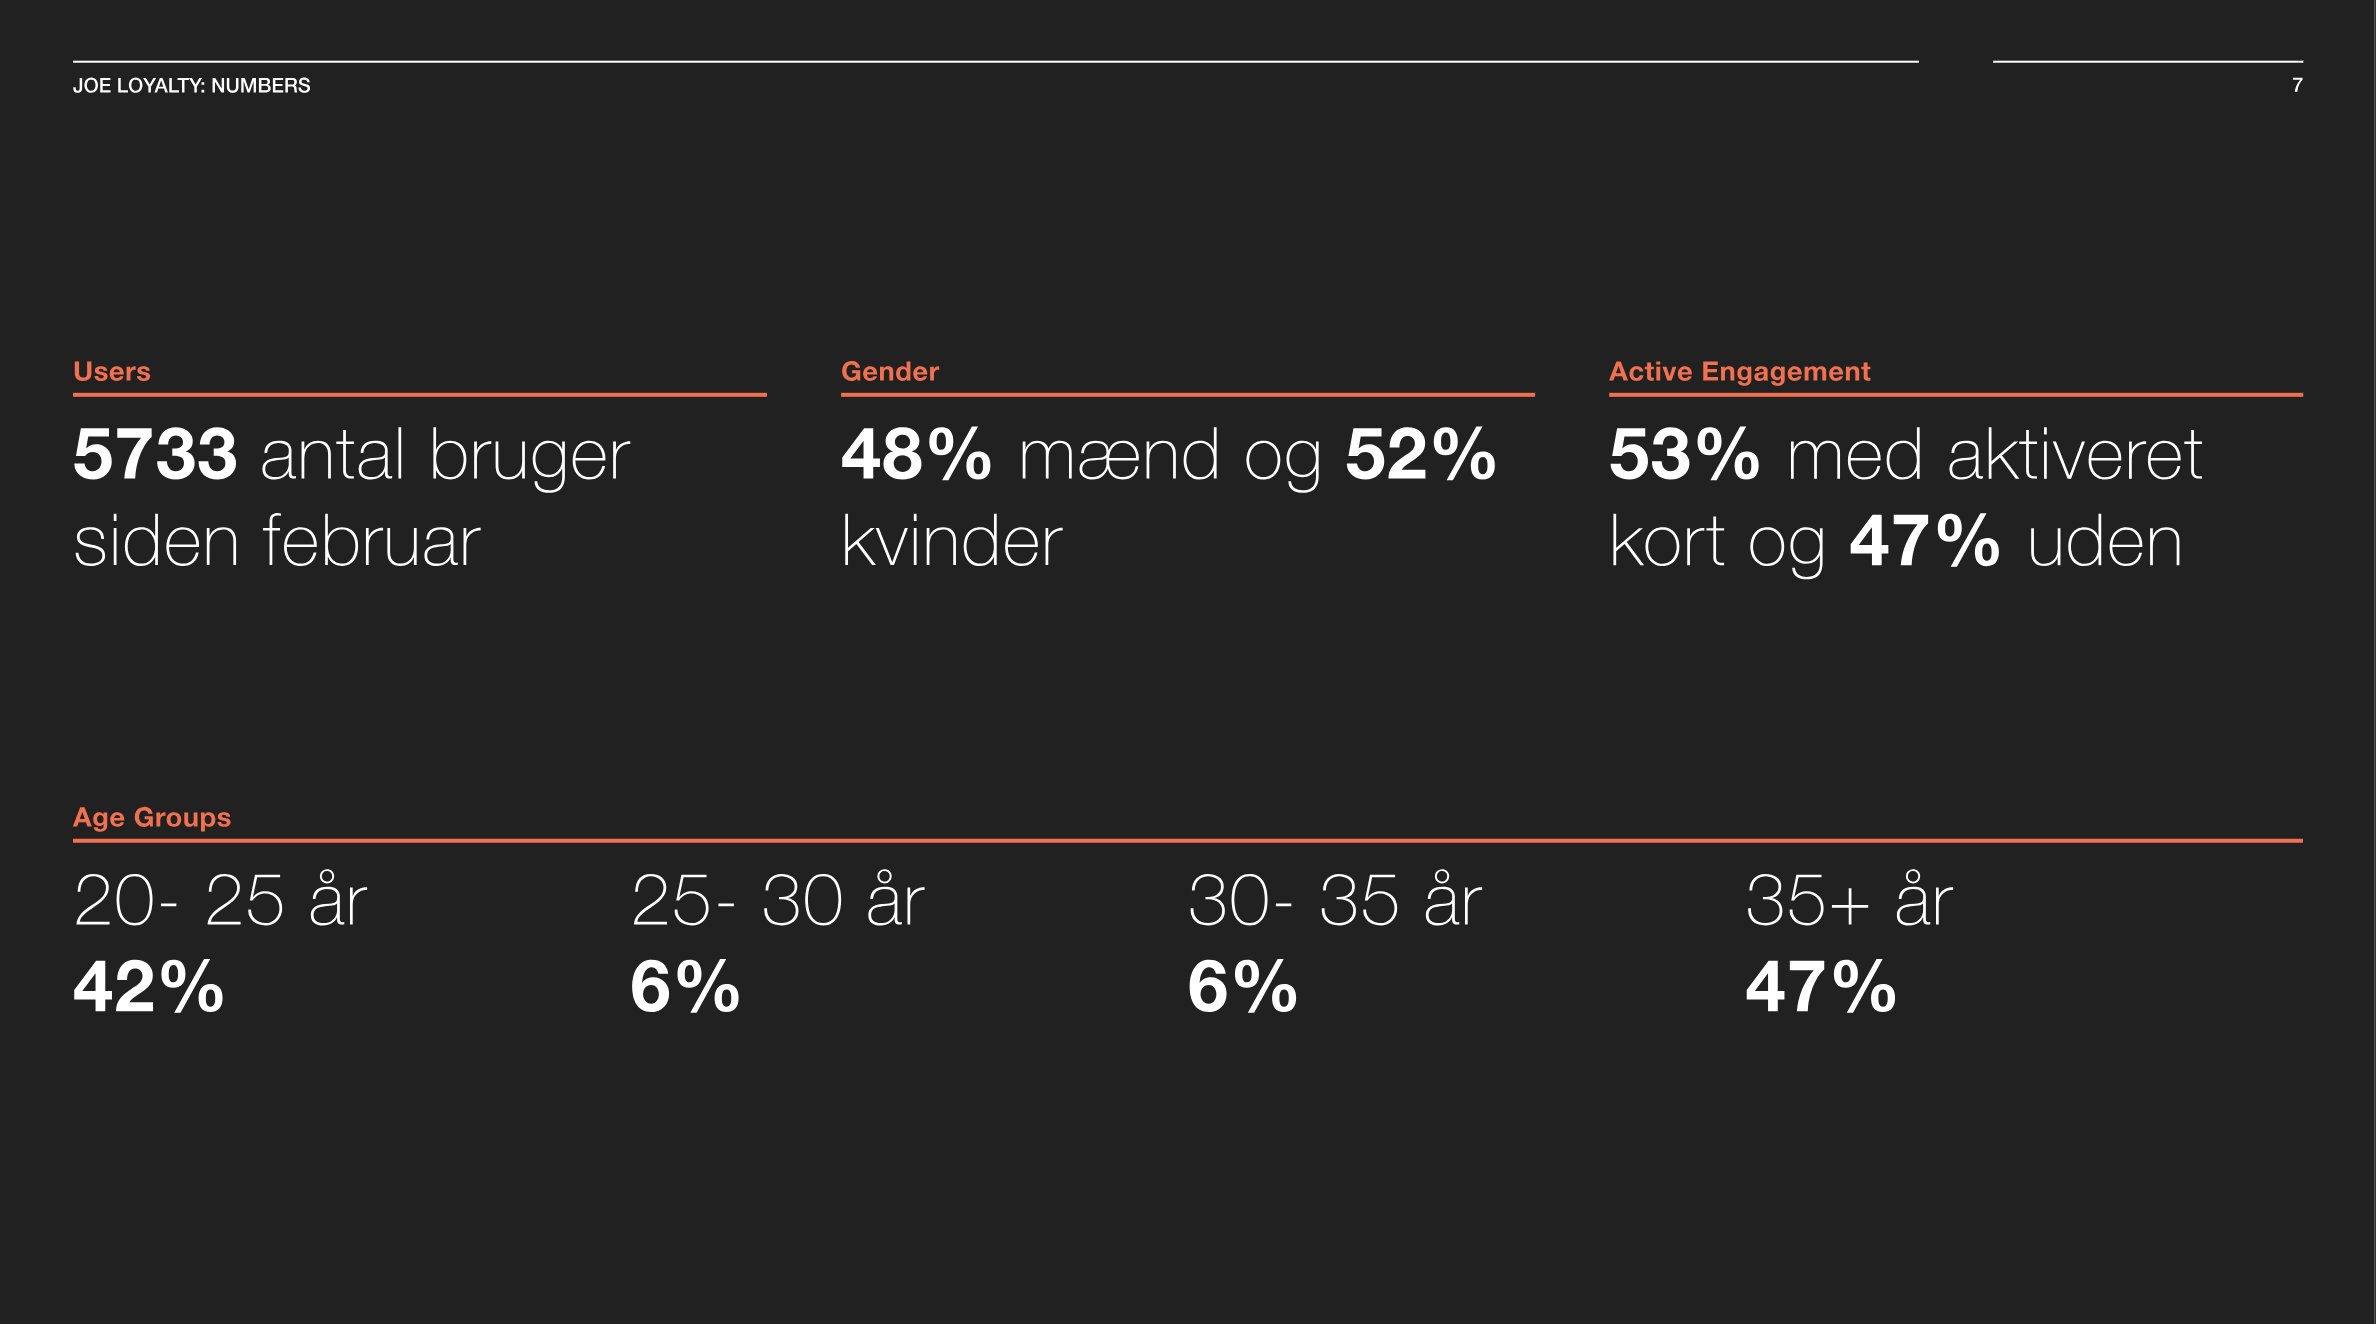 JOE LOYALTY: NUMBERS
7
Users
5733 antal bruger
siden februar
Gender
48% mænd og 52%
kvinder
Active Engagement
53% med aktiveret
kort og 47% uden
Age Groups
20- 25 år
42%
25- 30 år
6%
30- 35 år
6%
35+ år
47%